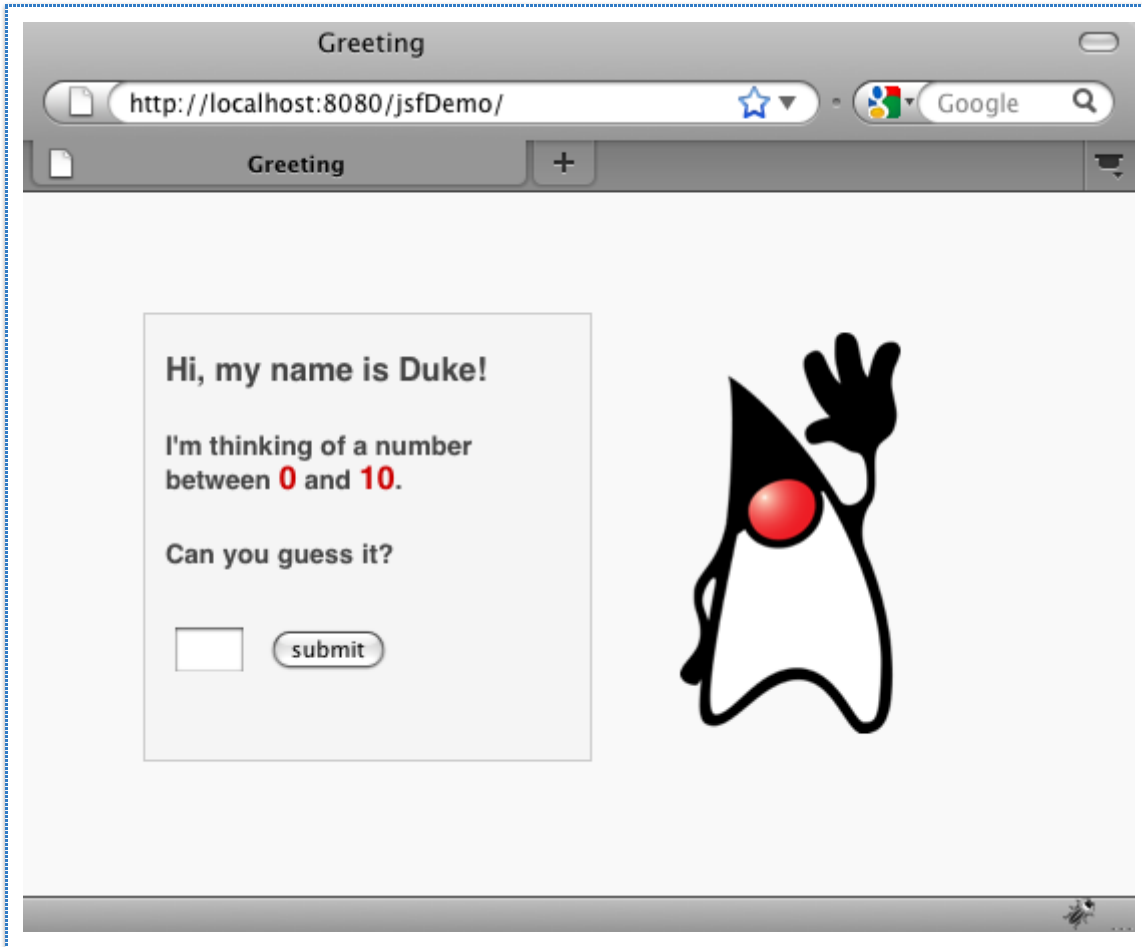 Greeting
http://localhost:8080/jsfDemo/
Google
Greeting
+
Hi, my name is Duke!
I'm thinking of a number
between 0 and 10.
Can you guess it?
submit